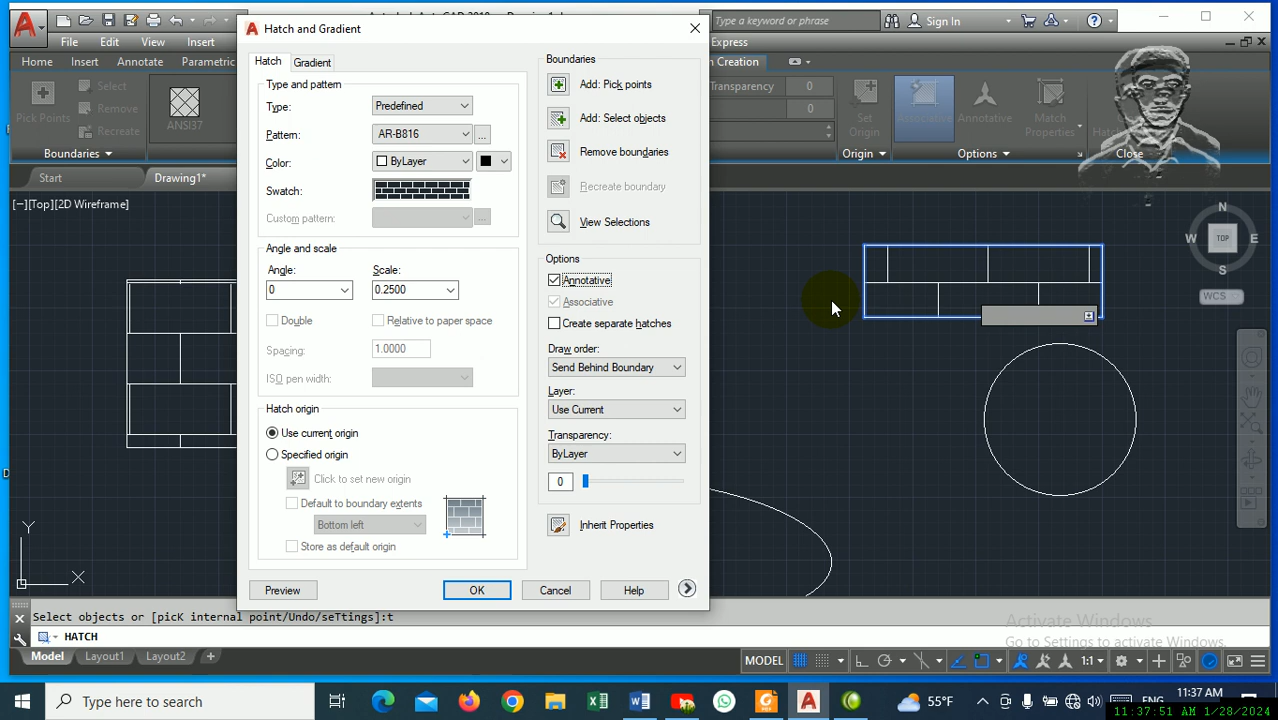 Type a keyword or phrase
Sign In
File
Edit
View
Insert
Express
Home
Insert
Annotate
Parametric
Pick Points
Select
Remove
Recreate
Boundaries
ANSI37
Transparency
0
0
Set Origin
Annotative
Match Properties
Origin
Options
Close
Start
Drawing1*
[−][Top][2D Wireframe]
Hatch and Gradient
Hatch
Gradient
Type and pattern
Type:
Predefined
Pattern:
AR-B816
...
Color:
ByLayer
Swatch:
Custom pattern:
...
Angle and scale
Angle:
Scale:
0
0.2500
Double
Relative to paper space
Spacing:
1.0000
ISO pen width:
Hatch origin
Use current origin
Specified origin
Click to set new origin
Default to boundary extents
Bottom left
Store as default origin
Boundaries
Add: Pick points
Add: Select objects
Remove boundaries
Recreate boundary
View Selections
Options
Annotative
Associative
Create separate hatches
Draw order:
Send Behind Boundary
Layer:
Use Current
Transparency:
ByLayer
0
Inherit Properties
Preview
OK
Cancel
Help
N
W
TOP
E
S
WCS
Y
X
Select objects or [picK internal point/Undo/seTtings]:t
HATCH
Activate Windows
Go to Settings to activate Windows.
Model
Layout1
Layout2
+
MODEL
1:1
Type here to search
55°F
ENG
11:37 AM
11:37:51 AM 1/28/2024